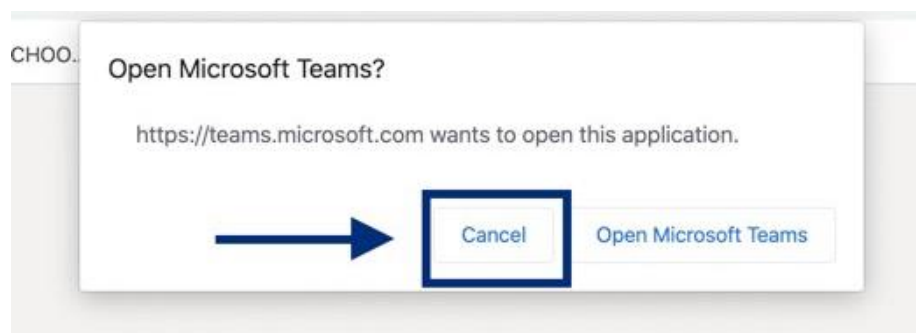 CHOO..
Open Microsoft Teams?
https://teams.microsoft.com wants to open this application.
Cancel
Open Microsoft Teams